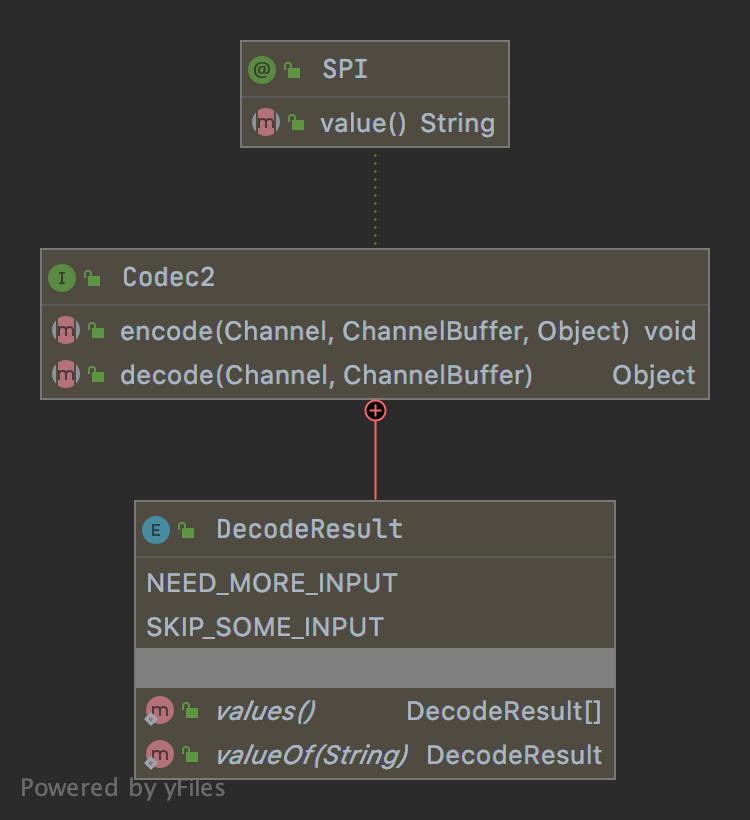 @ SPI
m value() String
I Codec2
m encode(Channel, ChannelBuffer, Object) void
m decode(Channel, ChannelBuffer) Object
E DecodeResult
NEED_MORE_INPUT
SKIP_SOME_INPUT
m values() DecodeResult[]
m valueOf(String) DecodeResult
Powered by yFiles